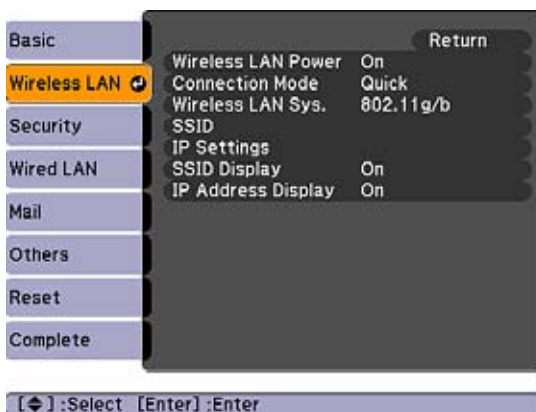 Basic
Wireless LAN
Security
Wired LAN
Mail
Others
Reset
Complete
Return
Wireless LAN Power On
Connection Mode Quick
Wireless LAN Sys. 802.11g/b
SSID
IP Settings
SSID Display On
IP Address Display On
[◆] :Select [Enter] :Enter